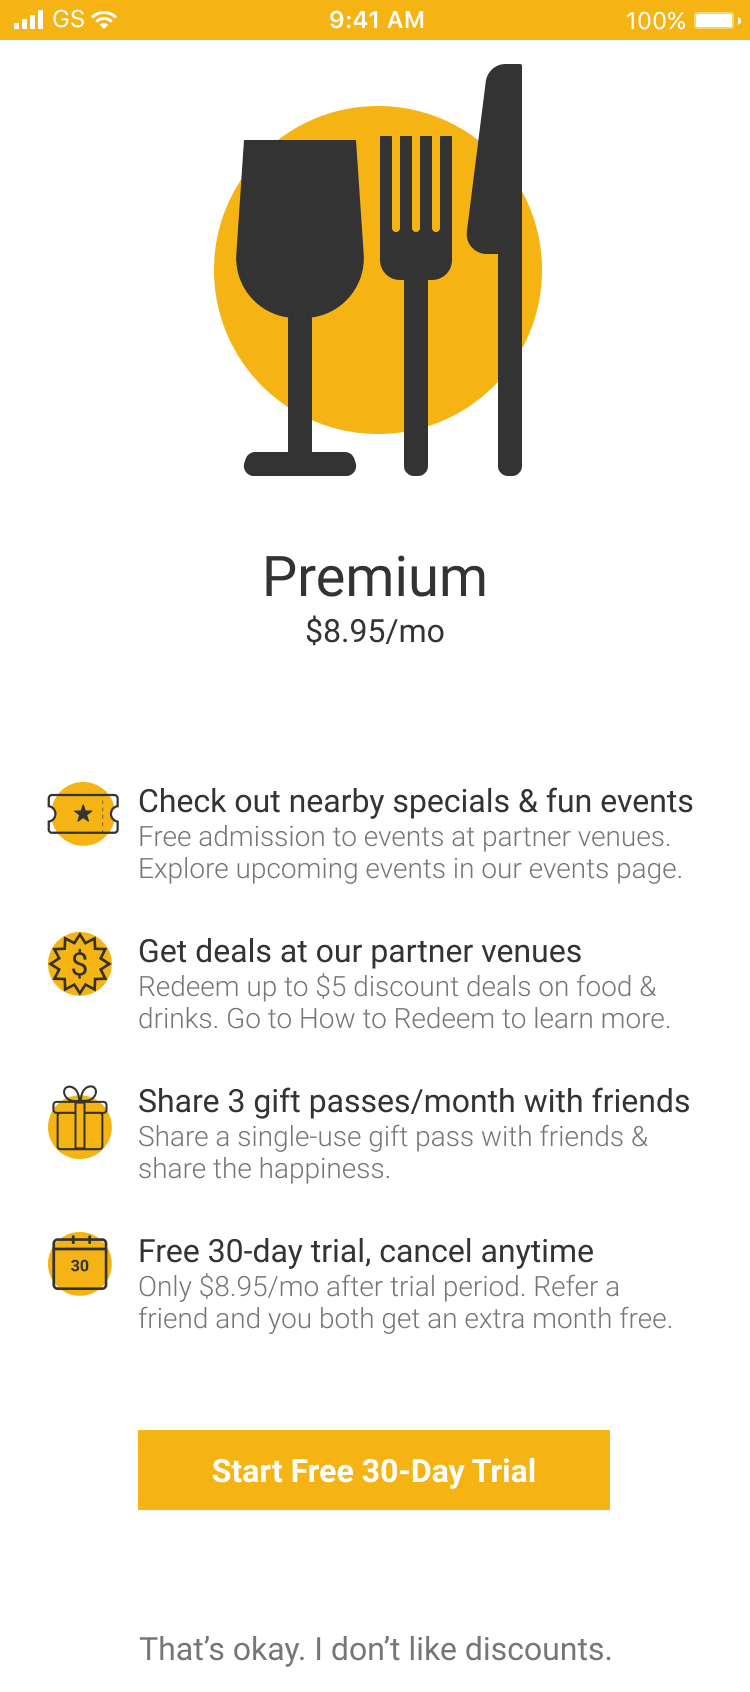 GS 9:41 AM 100%
Premium
$8.95/mo
Check out nearby specials & fun events
Free admission to events at partner venues.
Explore upcoming events in our events page.
$
Get deals at our partner venues
Redeem up to $5 discount deals on food &
drinks. Go to How to Redeem to learn more.
Share 3 gift passes/month with friends
Share a single-use gift pass with friends &
share the happiness.
30
Free 30-day trial, cancel anytime
Only $8.95/mo after trial period. Refer a
friend and you both get an extra month free.
Start Free 30-Day Trial
That’s okay. I don’t like discounts.